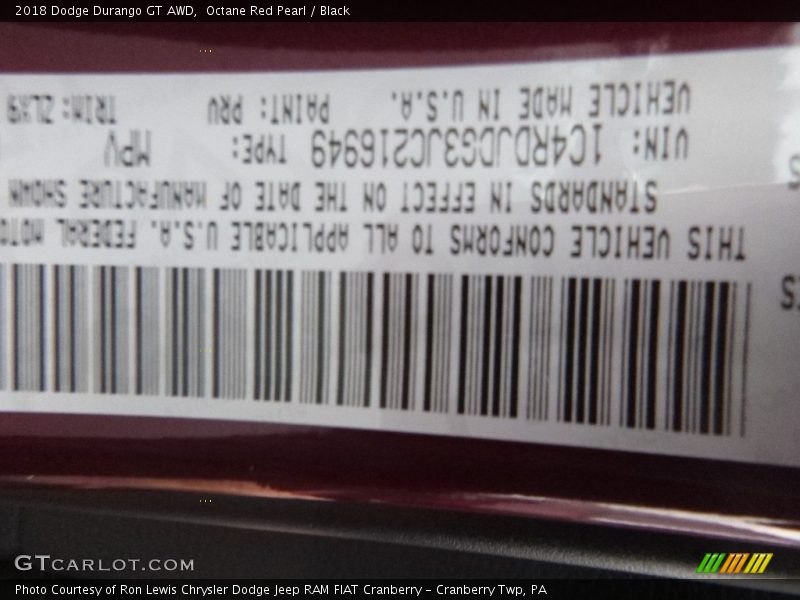 2018 Dodge Durango GT AWD, Octane Red Pearl / Black
THIS VEHICLE CONFORMS TO ALL APPLICABLE U.S.A. FEDERAL
STANDARDS IN EFFECT ON THE DATE OF MANUFACTURE SHOWN
VIN: 1C4RDJDG3JC216949 TYPE: MPV
VEHICLE MADE IN U.S.A. PAINT: PRV TRIM: ZLX9
GTCARLOT.COM
Photo Courtesy of Ron Lewis Chrysler Dodge Jeep RAM FIAT Cranberry - Cranberry Twp, PA